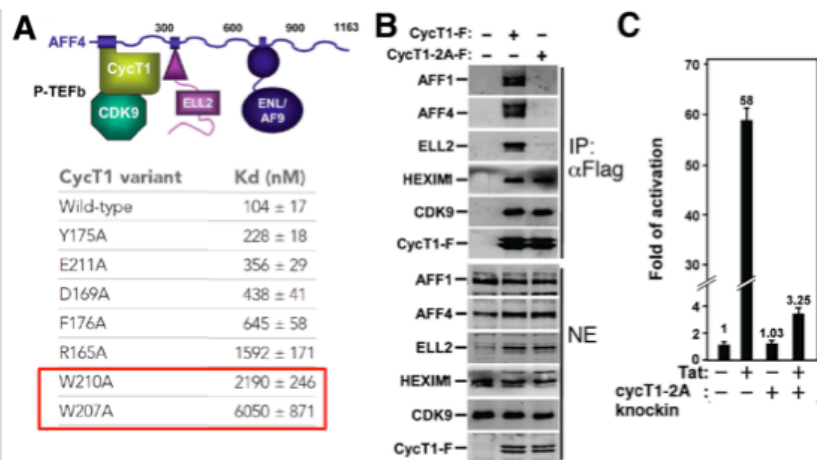 A
300 600 900 1163
AFF4
CycT1
P-TEFb
CDK9
ELL2
ENL/
AF9
CycT1 variant Kd (nM)
Wild-type 104 ± 17
Y175A 228 ± 18
E211A 356 ± 29
D169A 438 ± 41
F176A 645 ± 58
R165A 1592 ± 171
W210A 2190 ± 246
W207A 6050 ± 871
B
CycT1-F: - + -
CycT1-2A-F: - - +
AFF1
AFF4
ELL2
HEXIM1
CDK9
CycT1-F
IP:
αFlag
AFF1
AFF4
ELL2
HEXIM1
CDK9
CycT1-F
NE
C
Fold of activation
70
60
50
40
30
4
2
0
1
58
1.03
3.25
Tat: - + - +
cycT1-2A : - - + +
knockin